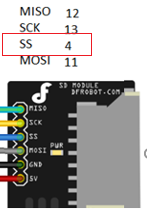 MISO 12
SCK 13
SS 4
MOSI 11
SD MODULE
DFROBOT.COM
MISO
SCK
SS
MOSI
PWR
GND
5V